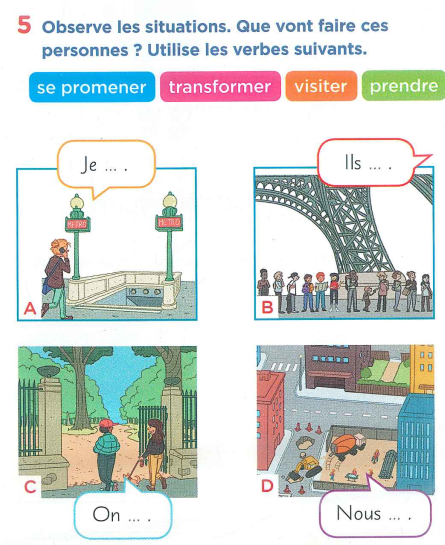 5 Observe les situations. Que vont faire ces
personnes ? Utilise les verbes suivants.
se promener transformer visiter prendre
Je ... .
Ils ... .
METRO METRO
A
B
C
D
On ... .
Nous ... .